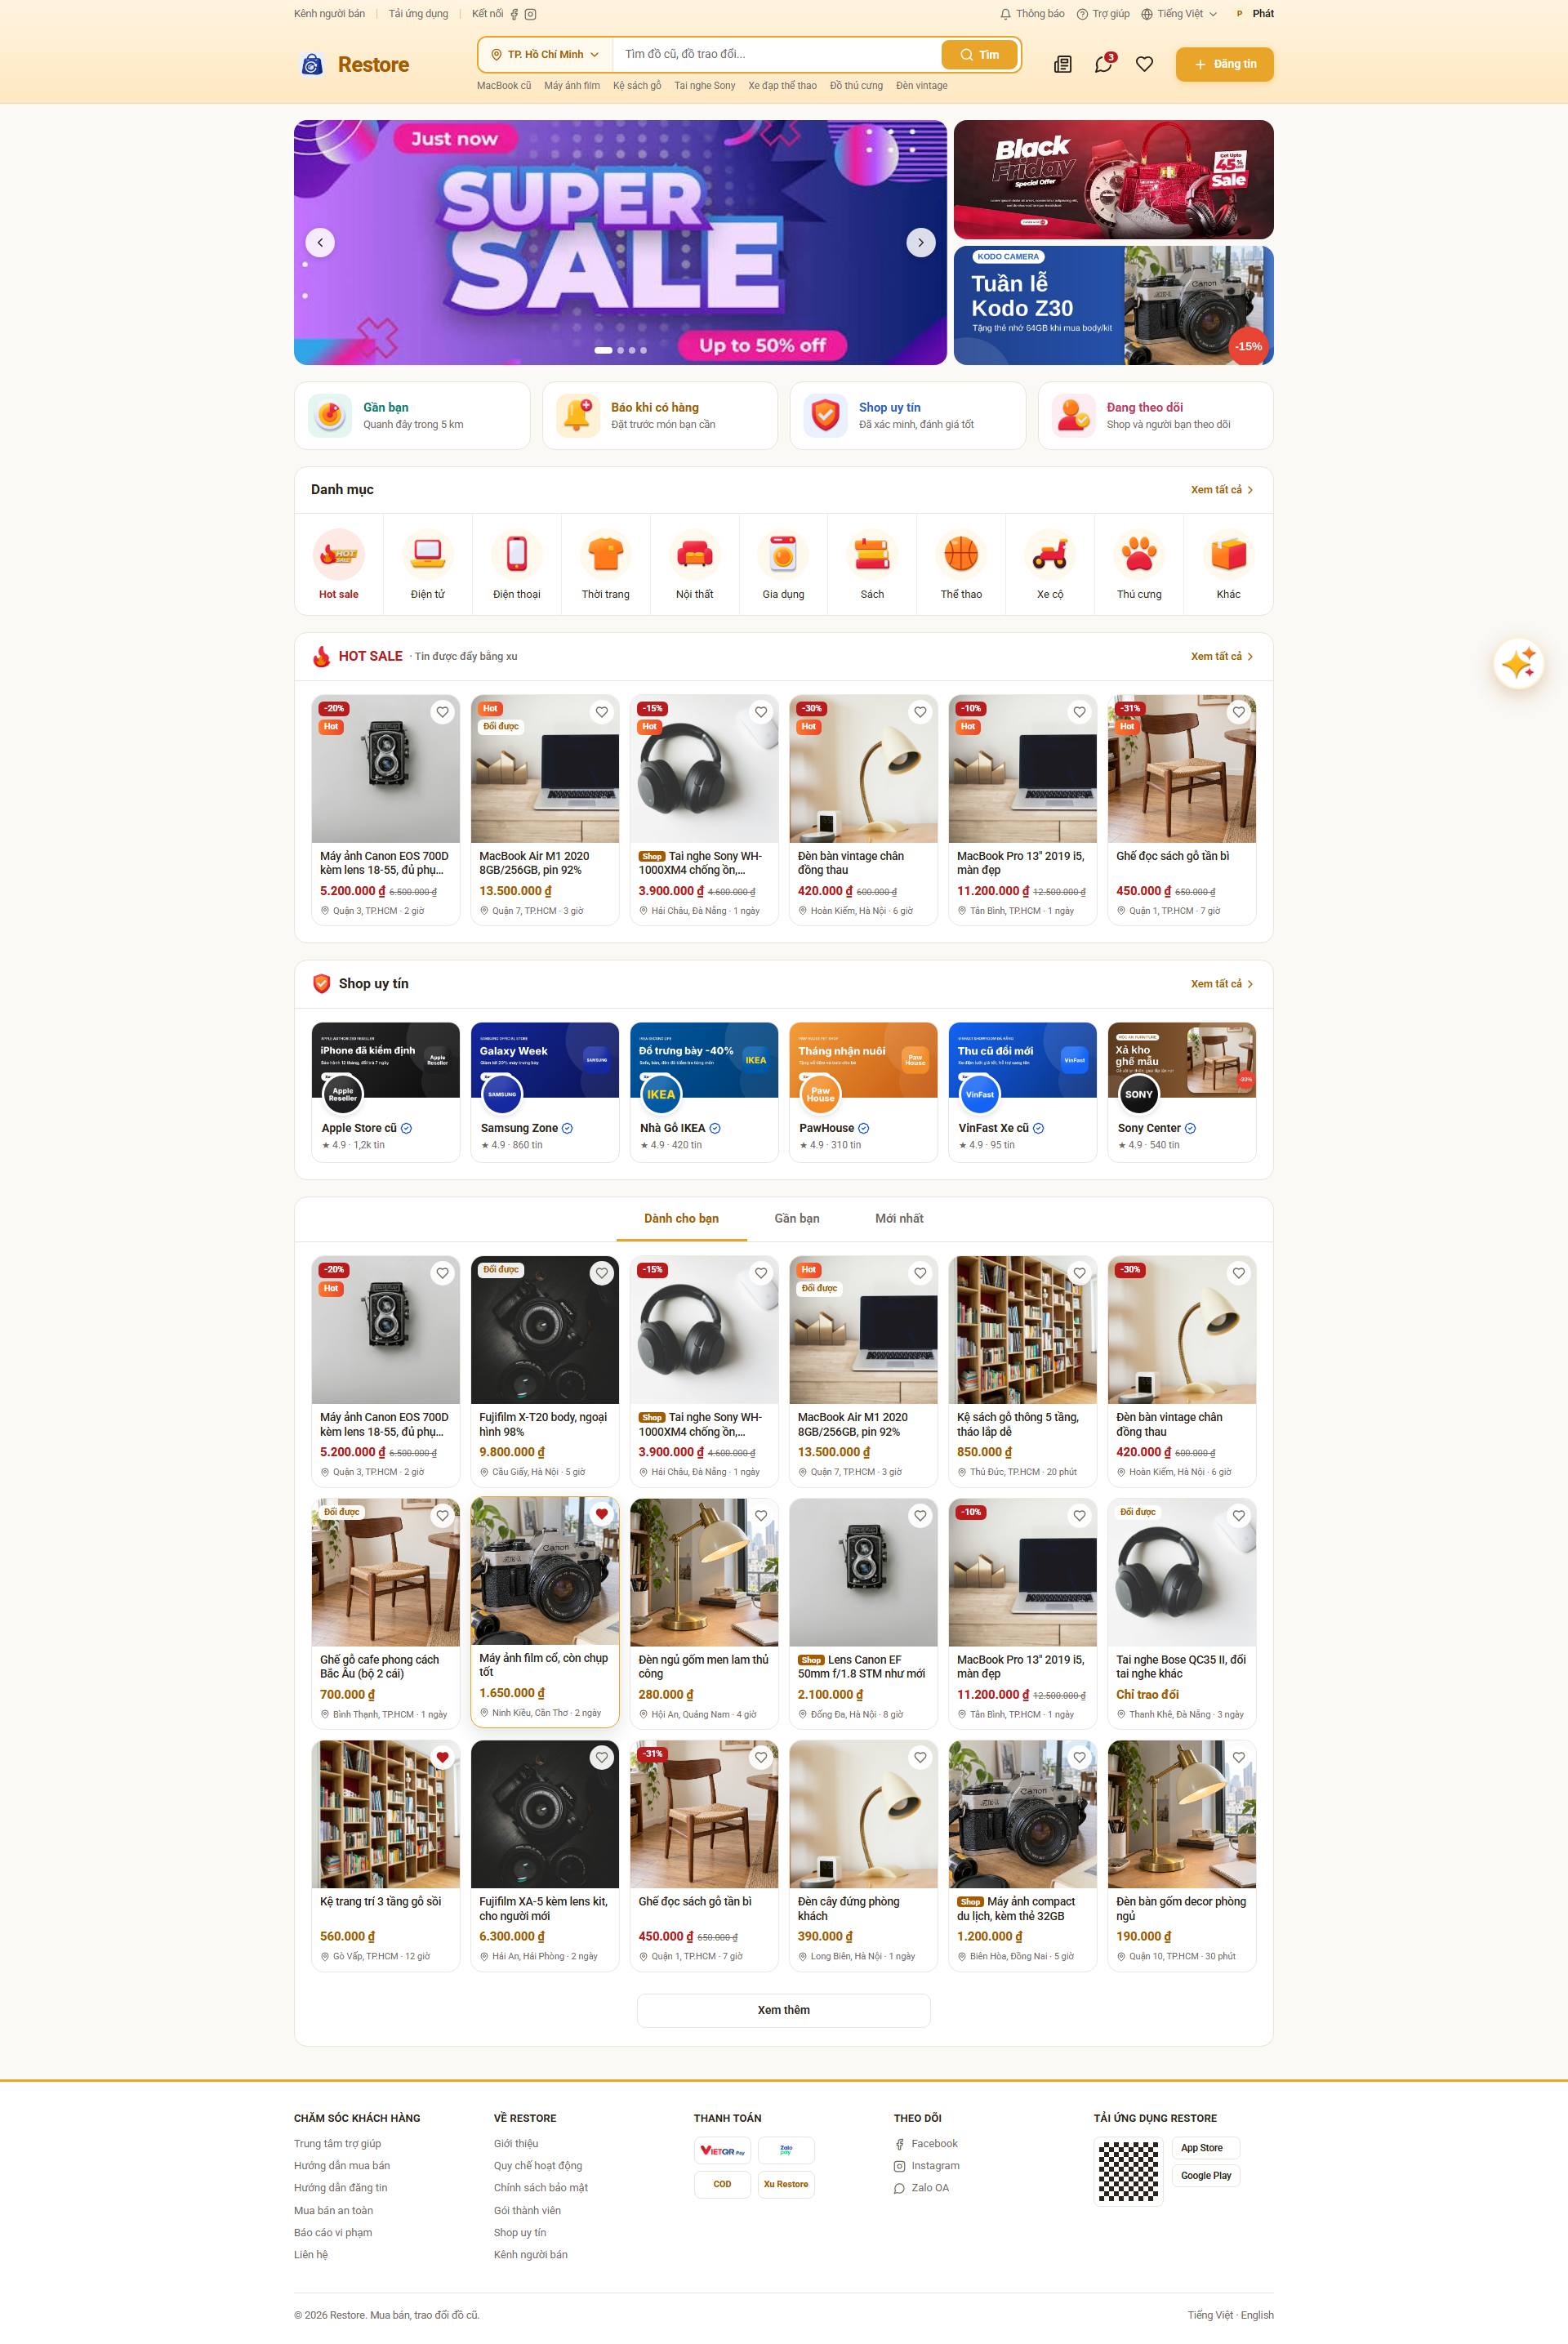 Kênh người bán
Tải ứng dụng
Kết nối
Thông báo
Trợ giúp
Tiếng Việt
P
Phát
Restore
TP. Hồ Chí Minh
Tìm đồ cũ, đồ trao đổi...
Tìm
3
Đăng tin
MacBook cũ
Máy ảnh film
Kệ sách gỗ
Tai nghe Sony
Xe đạp thể thao
Đồ thú cưng
Đèn vintage
Just now
SUPER
SALE
Up to 50% off
Black
Friday
Special Offer
45%
Sale
KODO CAMERA
Tuần lễ
Kodo Z30
Tặng thẻ nhớ 64GB khi mua body/kit
Canon
-15%
Gần bạn
Quanh đây trong 5 km
Báo khi có hàng
Đặt trước món bạn cần
Shop uy tín
Đã xác minh, đánh giá tốt
Đang theo dõi
Shop và người bạn theo dõi
Danh mục
Xem tất cả
HOT
Hot sale
Điện tử
Điện thoại
Thời trang
Nội thất
Gia dụng
Sách
Thể thao
Xe cộ
Thú cưng
Khác
HOT SALE · Tin được đẩy bằng xu
Xem tất cả
-20%
Hot
Máy ảnh Canon EOS 700D
kèm lens 18-55, đủ phụ...
5.200.000 ₫ 6.500.000 ₫
Quận 3, TP.HCM · 2 giờ
Hot
Đổi được
MacBook Air M1 2020
8GB/256GB, pin 92%
13.500.000 ₫
Quận 7, TP.HCM · 3 giờ
-15%
Hot
Shop Tai nghe Sony WH-
1000XM4 chống ồn,...
3.900.000 ₫ 4.600.000 ₫
Hải Châu, Đà Nẵng · 1 ngày
-30%
Hot
Đèn bàn vintage chân
đồng thau
420.000 ₫ 600.000 ₫
Hoàn Kiếm, Hà Nội · 6 giờ
-10%
Hot
MacBook Pro 13" 2019 i5,
màn đẹp
11.200.000 ₫ 12.500.000 ₫
Tân Bình, TP.HCM · 1 ngày
-31%
Hot
Ghế đọc sách gỗ tần bì
450.000 ₫ 650.000 ₫
Quận 1, TP.HCM · 7 giờ
Shop uy tín
Xem tất cả
iPhone đã kiểm định
Apple
Reseller
Apple
Reseller
Apple Store cũ
★ 4.9 · 1,2k tin
Galaxy Week
SAMSUNG
SAMSUNG
Samsung Zone
★ 4.9 · 860 tin
Đồ trưng bày -40%
IKEA
IKEA
Nhà Gỗ IKEA
★ 4.9 · 420 tin
Tháng nhận nuôi
Paw
House
Paw
House
PawHouse
★ 4.9 · 310 tin
Thu cũ đổi mới
VinFast
VinFast
VinFast Xe cũ
★ 4.9 · 95 tin
Xả kho
ghế mẫu
-30%
SONY
Sony Center
★ 4.9 · 540 tin
Dành cho bạn
Gần bạn
Mới nhất
-20%
Hot
Máy ảnh Canon EOS 700D
kèm lens 18-55, đủ phụ...
5.200.000 ₫ 6.500.000 ₫
Quận 3, TP.HCM · 2 giờ
Đổi được
Fujifilm X-T20 body, ngoại
hình 98%
9.800.000 ₫
Cầu Giấy, Hà Nội · 5 giờ
-15%
Shop Tai nghe Sony WH-
1000XM4 chống ồn,...
3.900.000 ₫ 4.600.000 ₫
Hải Châu, Đà Nẵng · 1 ngày
Hot
Đổi được
MacBook Air M1 2020
8GB/256GB, pin 92%
13.500.000 ₫
Quận 7, TP.HCM · 3 giờ
Kệ sách gỗ thông 5 tầng,
tháo lắp dễ
850.000 ₫
Thủ Đức, TP.HCM · 20 phút
-30%
Đèn bàn vintage chân
đồng thau
420.000 ₫ 600.000 ₫
Hoàn Kiếm, Hà Nội · 6 giờ
Đổi được
Ghế gỗ cafe phong cách
Bắc Âu (bộ 2 cái)
700.000 ₫
Bình Thạnh, TP.HCM · 1 ngày
Canon
Máy ảnh film cổ, còn chụp
tốt
1.650.000 ₫
Ninh Kiều, Cần Thơ · 2 ngày
Đèn ngủ gốm men lam thủ
công
280.000 ₫
Hội An, Quảng Nam · 4 giờ
Shop Lens Canon EF
50mm f/1.8 STM như mới
2.100.000 ₫
Đống Đa, Hà Nội · 8 giờ
-10%
MacBook Pro 13" 2019 i5,
màn đẹp
11.200.000 ₫ 12.500.000 ₫
Tân Bình, TP.HCM · 1 ngày
Đổi được
Tai nghe Bose QC35 II, đổi
tai nghe khác
Chỉ trao đổi
Thanh Khê, Đà Nẵng · 3 ngày
Kệ trang trí 3 tầng gỗ sồi
560.000 ₫
Gò Vấp, TP.HCM · 12 giờ
Fujifilm XA-5 kèm lens kit,
cho người mới
6.300.000 ₫
Hải An, Hải Phòng · 2 ngày
-31%
Ghế đọc sách gỗ tần bì
450.000 ₫ 650.000 ₫
Quận 1, TP.HCM · 7 giờ
Đèn cây đứng phòng
khách
390.000 ₫
Long Biên, Hà Nội · 1 ngày
Canon
Shop Máy ảnh compact
du lịch, kèm thẻ 32GB
1.200.000 ₫
Biên Hòa, Đồng Nai · 5 giờ
Đèn bàn gốm decor phòng
ngủ
190.000 ₫
Quận 10, TP.HCM · 30 phút
Xem thêm
CHĂM SÓC KHÁCH HÀNG
Trung tâm trợ giúp
Hướng dẫn mua bán
Hướng dẫn đăng tin
Mua bán an toàn
Báo cáo vi phạm
Liên hệ
VỀ RESTORE
Giới thiệu
Quy chế hoạt động
Chính sách bảo mật
Gói thành viên
Shop uy tín
Kênh người bán
THANH TOÁN
VIETQR Pay
Zalo
pay
COD
Xu Restore
THEO DÕI
Facebook
Instagram
Zalo OA
TẢI ỨNG DỤNG RESTORE
App Store
Google Play
© 2026 Restore. Mua bán, trao đổi đồ cũ.
Tiếng Việt · English